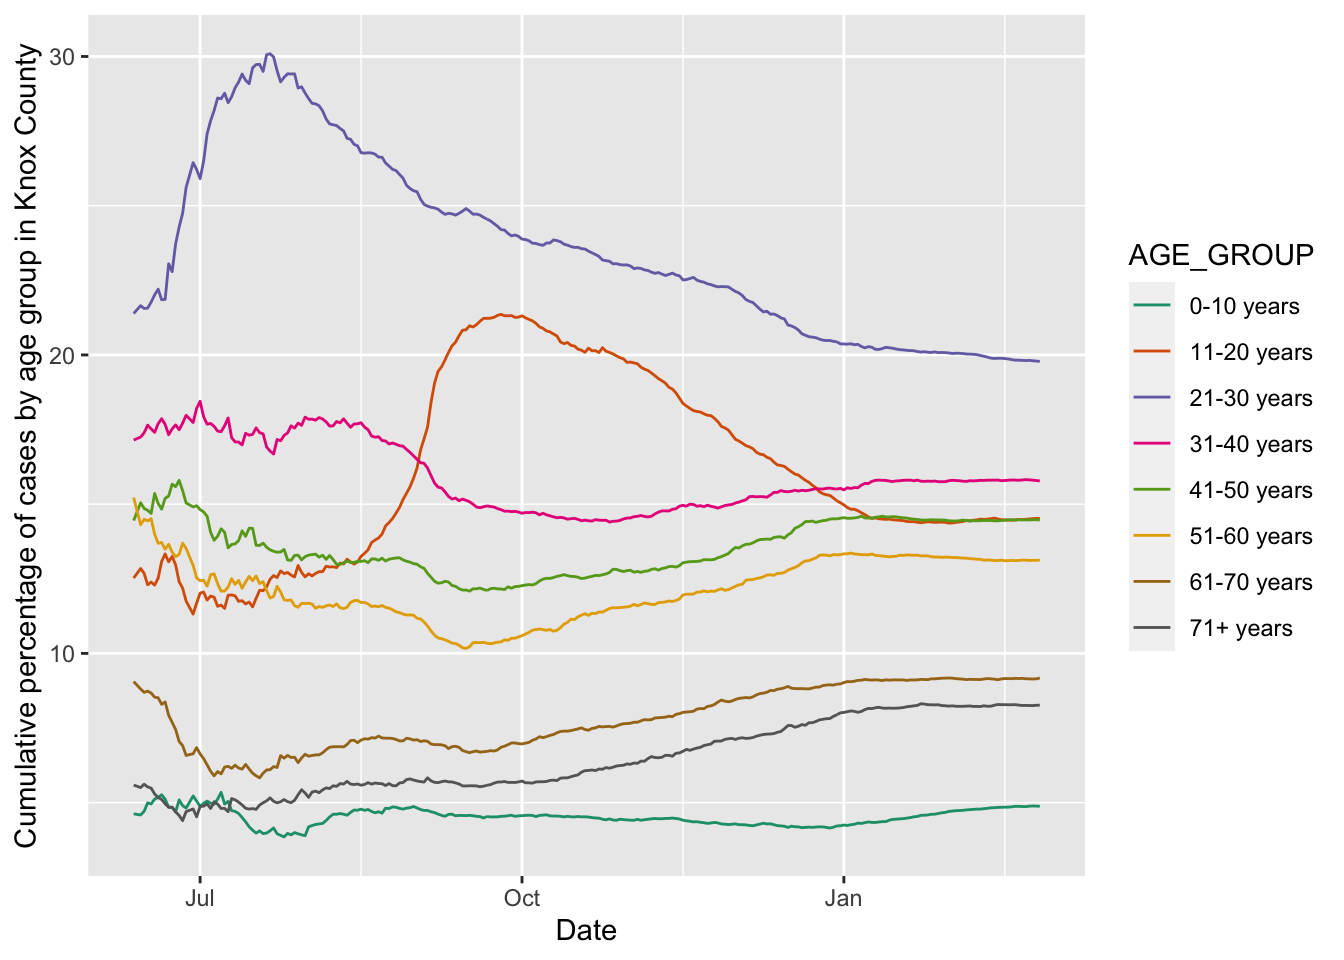 Cumulative percentage of cases by age group in Knox County
30
20
10
Jul
Oct
Jan
Date
AGE_GROUP
0-10 years
11-20 years
21-30 years
31-40 years
41-50 years
51-60 years
61-70 years
71+ years